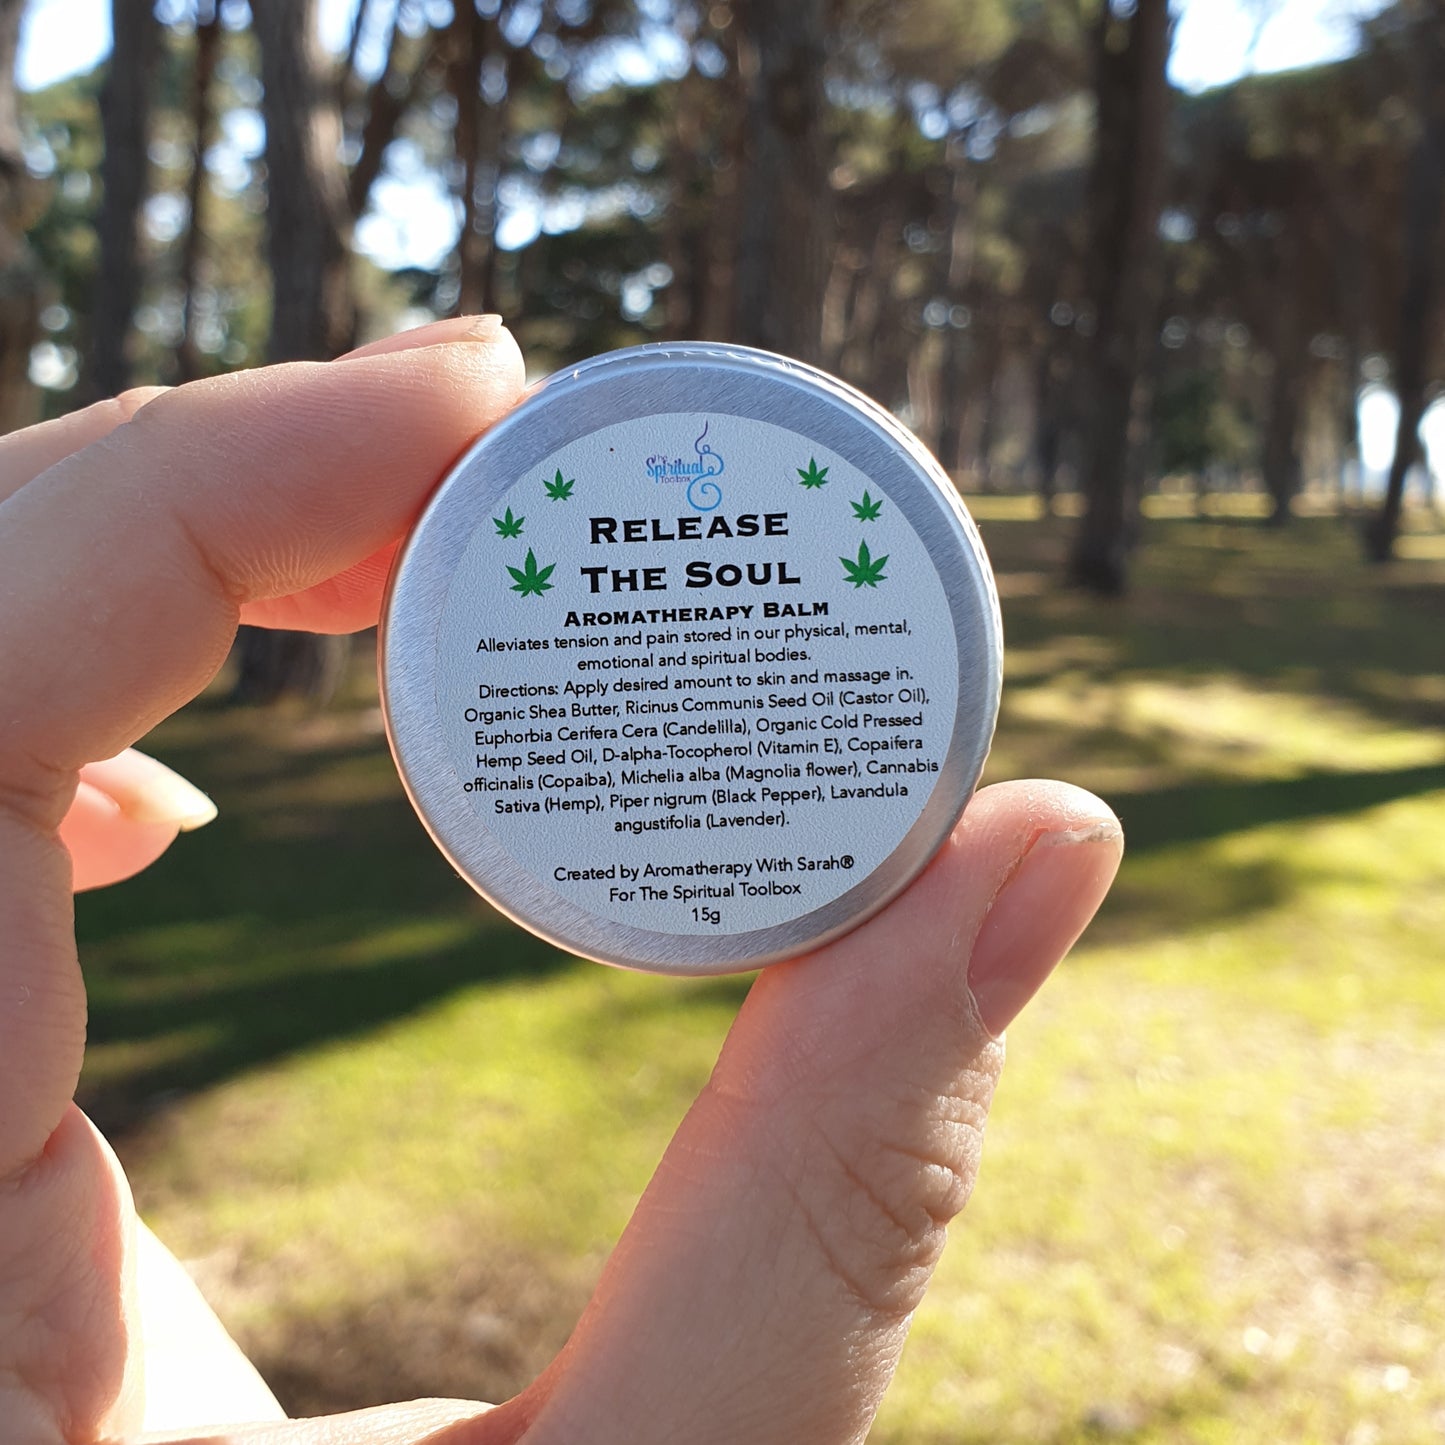 The
Spiritual
Toolbox
RELEASE
THE SOUL
AROMATHERAPY BALM
Alleviates tension and pain stored in our physical, mental,
emotional and spiritual bodies.
Directions: Apply desired amount to skin and massage in.
Organic Shea Butter, Ricinus Communis Seed Oil (Castor Oil),
Euphorbia Cerifera Cera (Candelilla), Organic Cold Pressed
Hemp Seed Oil, D-alpha-Tocopherol (Vitamin E), Copaifera
officinalis (Copaiba), Michelia alba (Magnolia flower), Cannabis
Sativa (Hemp), Piper nigrum (Black Pepper), Lavandula
angustifolia (Lavender).
Created by Aromatherapy With Sarah®
For The Spiritual Toolbox
15g